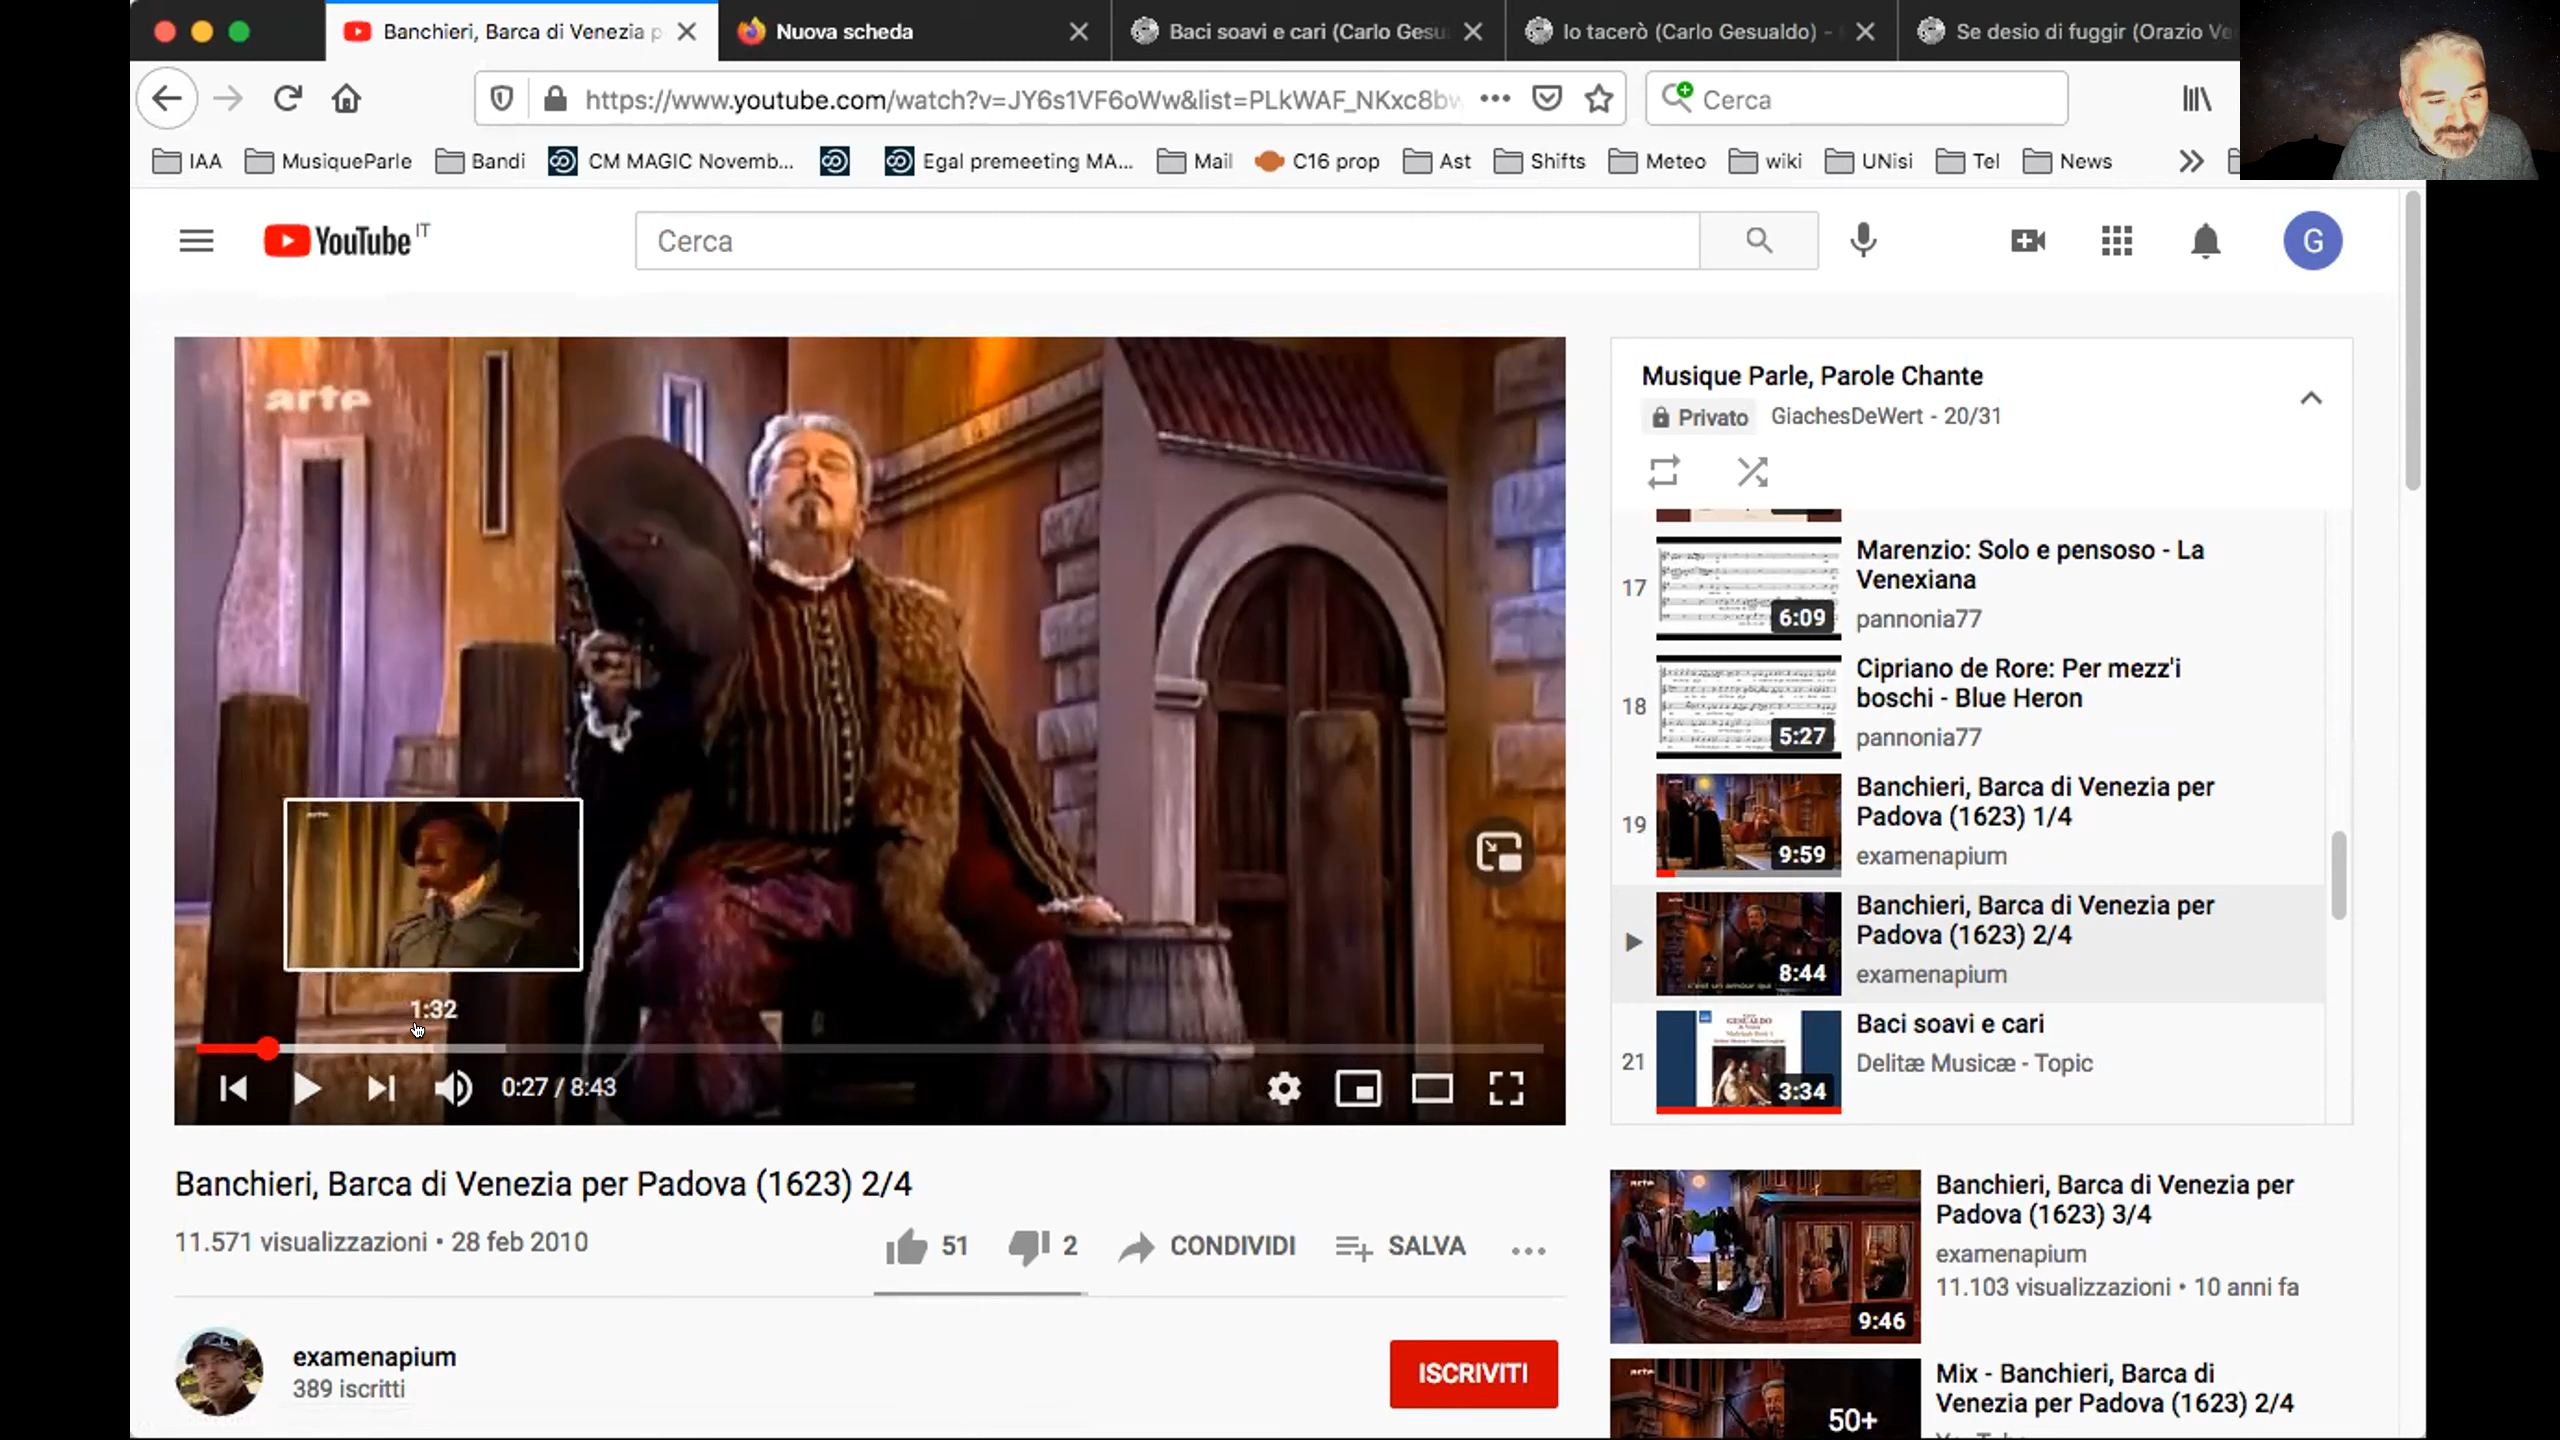 Banchieri, Barca di Venezia p
Nuova scheda
Baci soavi e cari (Carlo Gesu
Io tacerò (Carlo Gesualdo) -
Se desio di fuggir (Orazio Ve
https://www.youtube.com/watch?v=JY6s1VF6oWw&list=PLkWAF_NKxc8bw
Cerca
IAA
MusiqueParle
Bandi
CM MAGIC Novemb...
Egal premeeting MA...
Mail
C16 prop
Ast
Shifts
Meteo
wiki
UNisi
Tel
News
YouTube IT
Cerca
G
arte
1:32
0:27 / 8:43
Banchieri, Barca di Venezia per Padova (1623) 2/4
11.571 visualizzazioni • 28 feb 2010
51
2
CONDIVIDI
SALVA
examenapium
389 iscritti
ISCRIVITI
Musique Parle, Parole Chante
Privato
GiachesDeWert - 20/31
17
6:09
Marenzio: Solo e pensoso - La
Venexiana
pannonia77
18
5:27
Cipriano de Rore: Per mezz'i
boschi - Blue Heron
pannonia77
19
9:59
Banchieri, Barca di Venezia per
Padova (1623) 1/4
examenapium
8:44
c'est un amour qui
Banchieri, Barca di Venezia per
Padova (1623) 2/4
examenapium
21
GESUALDO
3:34
Baci soavi e cari
Delitæ Musicæ - Topic
arte
9:46
Banchieri, Barca di Venezia per
Padova (1623) 3/4
examenapium
11.103 visualizzazioni • 10 anni fa
arte
50+
Mix - Banchieri, Barca di
Venezia per Padova (1623) 2/4